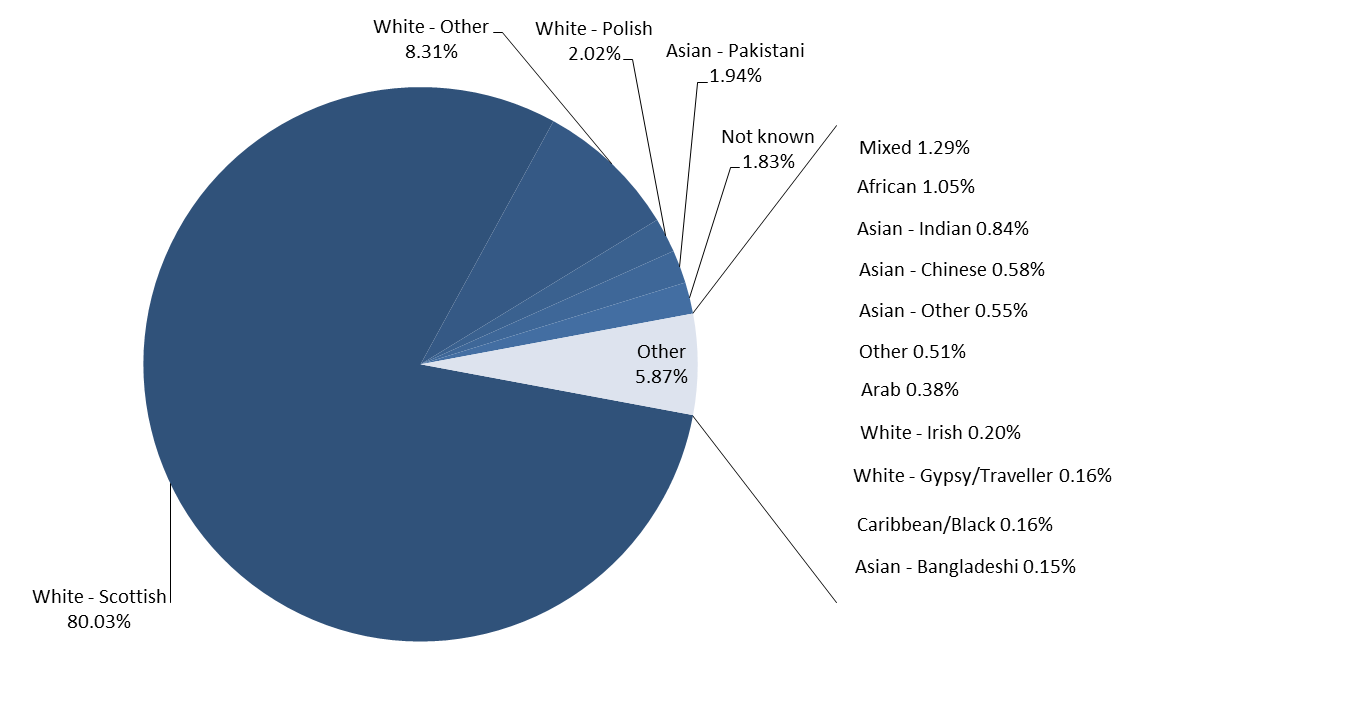 White - Other
8.31%
White - Polish
2.02%
Asian - Pakistani
1.94%
Not known
1.83%
Other
5.87%
White - Scottish
80.03%
Mixed 1.29%
African 1.05%
Asian - Indian 0.84%
Asian - Chinese 0.58%
Asian - Other 0.55%
Other 0.51%
Arab 0.38%
White - Irish 0.20%
White - Gypsy/Traveller 0.16%
Caribbean/Black 0.16%
Asian - Bangladeshi 0.15%